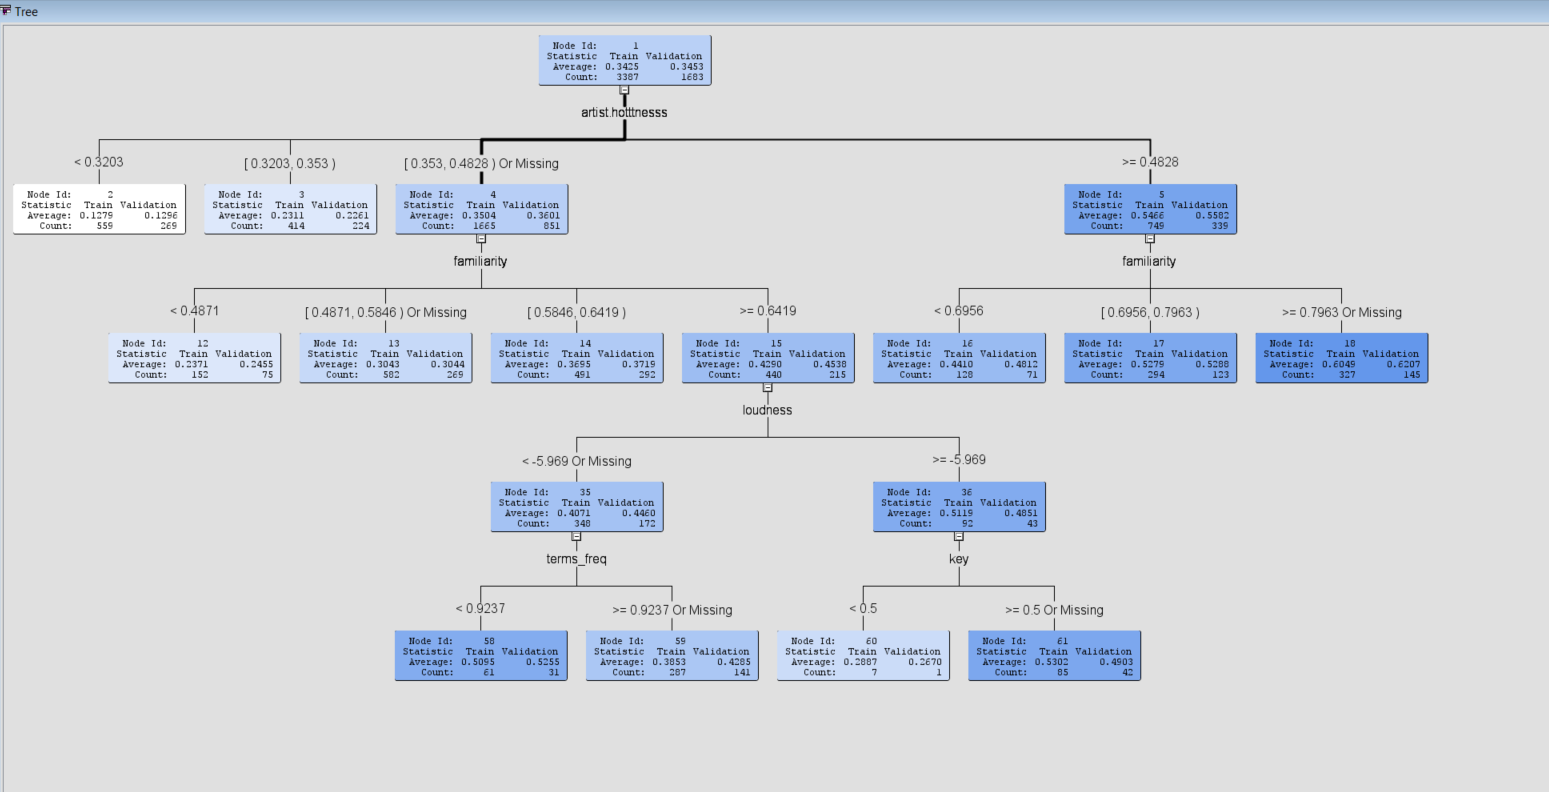 Tree
Node Id: 1
Statistic Train Validation
Average: 0.3425 0.3453
Count: 3387 1683
artist.hotttnesss
< 0.3203
[ 0.3203, 0.353 )
[ 0.353, 0.4828 ) Or Missing
>= 0.4828
Node Id: 2
Statistic Train Validation
Average: 0.1279 0.1296
Count: 559 269
Node Id: 3
Statistic Train Validation
Average: 0.2311 0.2261
Count: 414 224
Node Id: 4
Statistic Train Validation
Average: 0.3504 0.3601
Count: 1665 851
Node Id: 5
Statistic Train Validation
Average: 0.5466 0.5582
Count: 749 339
familiarity
familiarity
< 0.4871
[ 0.4871, 0.5846 ) Or Missing
[ 0.5846, 0.6419 )
>= 0.6419
< 0.6956
[ 0.6956, 0.7963 )
>= 0.7963 Or Missing
Node Id: 12
Statistic Train Validation
Average: 0.2371 0.2455
Count: 152 75
Node Id: 13
Statistic Train Validation
Average: 0.3043 0.3044
Count: 582 269
Node Id: 14
Statistic Train Validation
Average: 0.3695 0.3719
Count: 491 292
Node Id: 15
Statistic Train Validation
Average: 0.4290 0.4538
Count: 440 215
Node Id: 16
Statistic Train Validation
Average: 0.4410 0.4812
Count: 128 71
Node Id: 17
Statistic Train Validation
Average: 0.5279 0.5288
Count: 294 123
Node Id: 18
Statistic Train Validation
Average: 0.6049 0.6207
Count: 327 145
loudness
< -5.969 Or Missing
>= -5.969
Node Id: 35
Statistic Train Validation
Average: 0.4071 0.4460
Count: 348 172
Node Id: 36
Statistic Train Validation
Average: 0.5119 0.4851
Count: 92 43
terms_freq
key
< 0.9237
>= 0.9237 Or Missing
< 0.5
>= 0.5 Or Missing
Node Id: 58
Statistic Train Validation
Average: 0.5095 0.5255
Count: 61 31
Node Id: 59
Statistic Train Validation
Average: 0.3853 0.4285
Count: 287 141
Node Id: 60
Statistic Train Validation
Average: 0.2887 0.2670
Count: 7 1
Node Id: 61
Statistic Train Validation
Average: 0.5302 0.4903
Count: 85 42